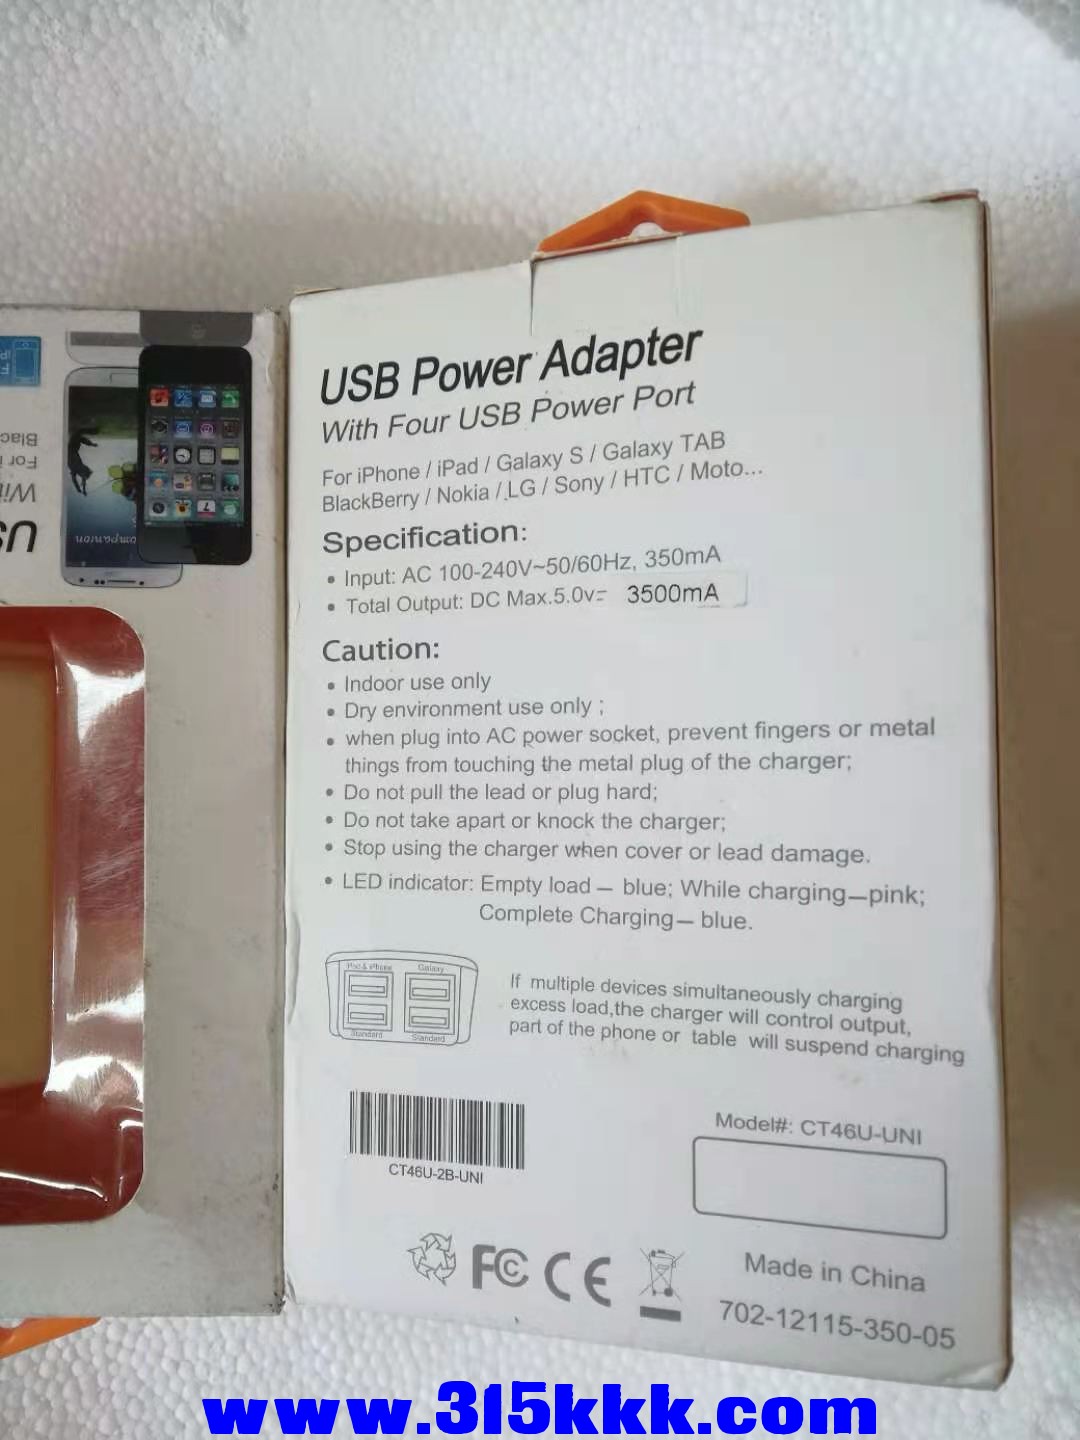 USB Power Adapter
With Four USB Power Port
For iPhone / iPad / Galaxy S / Galaxy TAB
BlackBerry / Nokia / LG / Sony / HTC / Moto...
Specification:
• Input: AC 100-240V~50/60Hz, 350mA
• Total Output: DC Max.5.0v⎓ 3500mA
Caution:
• Indoor use only
• Dry environment use only ;
• when plug into AC power socket, prevent fingers or metal
things from touching the metal plug of the charger;
• Do not pull the lead or plug hard;
• Do not take apart or knock the charger;
• Stop using the charger when cover or lead damage.
• LED indicator: Empty load — blue; While charging—pink;
Complete Charging— blue.
iPad & iPhone
Galaxy
Standard
Standard
If multiple devices simultaneously charging
excess load,the charger will control output,
part of the phone or table will suspend charging
CT46U-2B-UNI
Model#: CT46U-UNI
FC CE
Made in China
702-12115-350-05
companion
www.315kkk.com